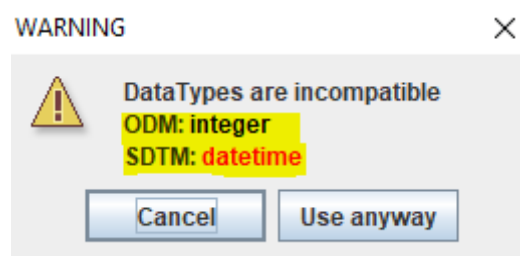 WARNING
DataTypes are incompatible
ODM: integer
SDTM: datetime
Cancel
Use anyway